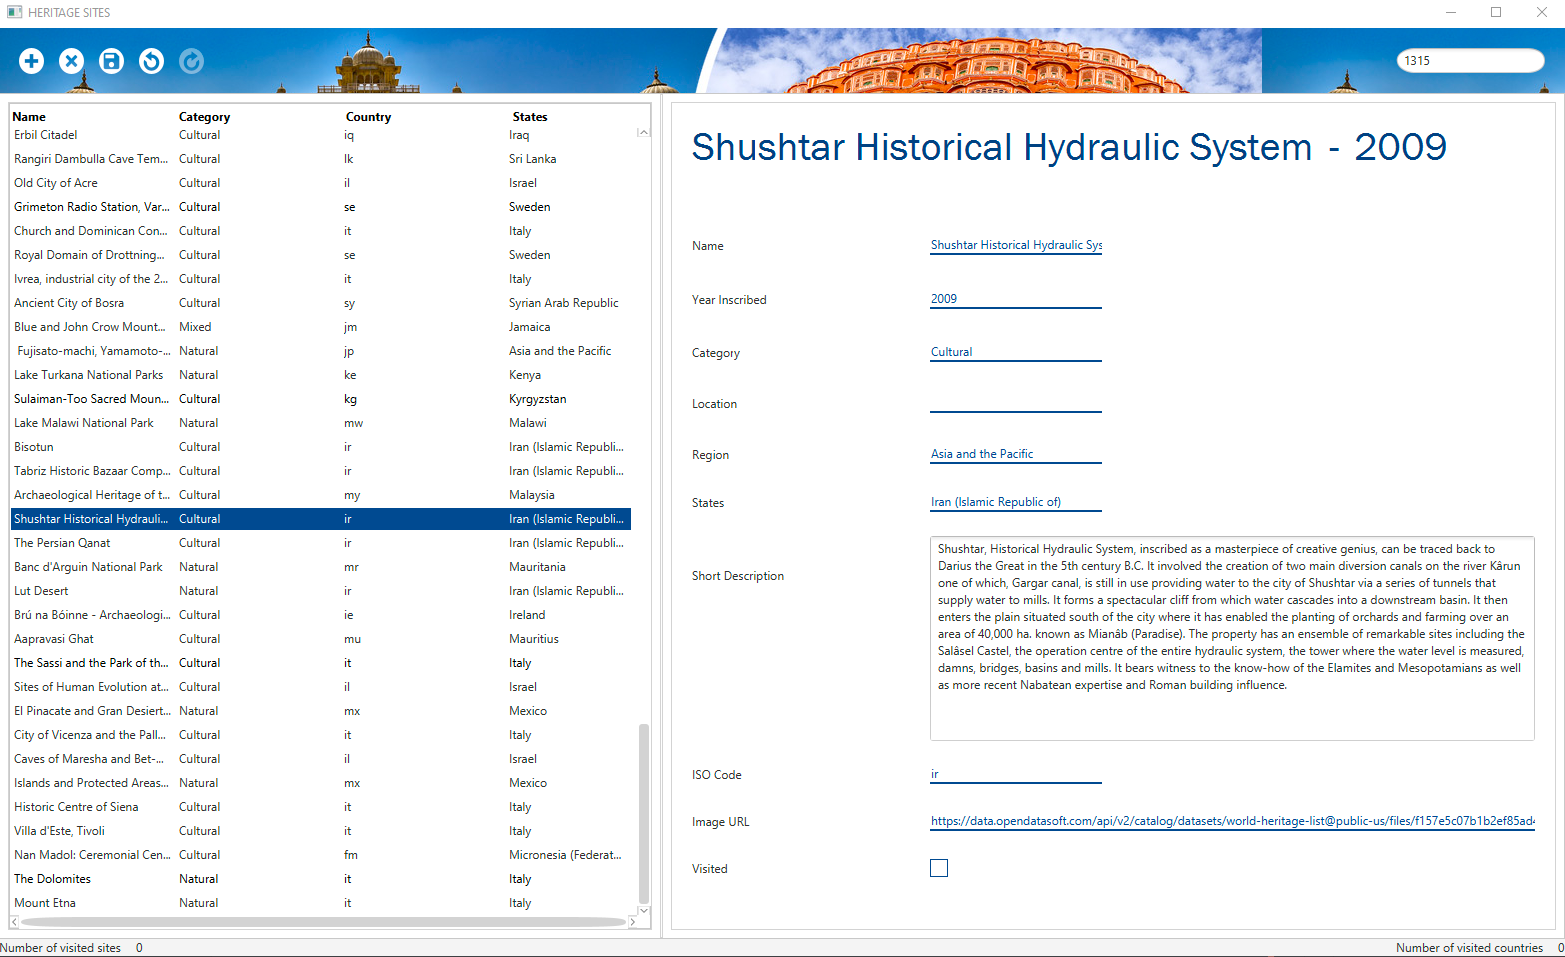 HERITAGE SITES
1315
Name Category Country States
Erbil Citadel Cultural iq Iraq
Rangiri Dambulla Cave Tem... Cultural lk Sri Lanka
Old City of Acre Cultural il Israel
Grimeton Radio Station, Var... Cultural se Sweden
Church and Dominican Con... Cultural it Italy
Royal Domain of Drottning... Cultural se Sweden
Ivrea, industrial city of the 2... Cultural it Italy
Ancient City of Bosra Cultural sy Syrian Arab Republic
Blue and John Crow Mount... Mixed jm Jamaica
Fujisato-machi, Yamamoto-... Natural jp Asia and the Pacific
Lake Turkana National Parks Natural ke Kenya
Sulaiman-Too Sacred Moun... Cultural kg Kyrgyzstan
Lake Malawi National Park Natural mw Malawi
Bisotun Cultural ir Iran (Islamic Republi...
Tabriz Historic Bazaar Comp... Cultural ir Iran (Islamic Republi...
Archaeological Heritage of t... Cultural my Malaysia
Shushtar Historical Hydrauli... Cultural ir Iran (Islamic Republi...
The Persian Qanat Cultural ir Iran (Islamic Republi...
Banc d'Arguin National Park Natural mr Mauritania
Lut Desert Natural ir Iran (Islamic Republi...
Brú na Bóinne - Archaeologi... Cultural ie Ireland
Aapravasi Ghat Cultural mu Mauritius
The Sassi and the Park of th... Cultural it Italy
Sites of Human Evolution at... Cultural il Israel
El Pinacate and Gran Desiert... Natural mx Mexico
City of Vicenza and the Pall... Cultural it Italy
Caves of Maresha and Bet-... Cultural il Israel
Islands and Protected Areas... Natural mx Mexico
Historic Centre of Siena Cultural it Italy
Villa d'Este, Tivoli Cultural it Italy
Nan Madol: Ceremonial Cen... Cultural fm Micronesia (Federat...
The Dolomites Natural it Italy
Mount Etna Natural it Italy
Shushtar Historical Hydraulic System - 2009
Name Shushtar Historical Hydraulic Sys
Year Inscribed 2009
Category Cultural
Location
Region Asia and the Pacific
States Iran (Islamic Republic of)
Short Description
Shushtar, Historical Hydraulic System, inscribed as a masterpiece of creative genius, can be traced back to
Darius the Great in the 5th century B.C. It involved the creation of two main diversion canals on the river Kârun
one of which, Gargar canal, is still in use providing water to the city of Shushtar via a series of tunnels that
supply water to mills. It forms a spectacular cliff from which water cascades into a downstream basin. It then
enters the plain situated south of the city where it has enabled the planting of orchards and farming over an
area of 40,000 ha. known as Mianâb (Paradise). The property has an ensemble of remarkable sites including the
Salâsel Castel, the operation centre of the entire hydraulic system, the tower where the water level is measured,
damns, bridges, basins and mills. It bears witness to the know-how of the Elamites and Mesopotamians as well
as more recent Nabatean expertise and Roman building influence.
ISO Code ir
Image URL https://data.opendatasoft.com/api/v2/catalog/datasets/world-heritage-list@public-us/files/f157e5c07b1b2ef85ad4
Visited
Number of visited sites 0
Number of visited countries 0